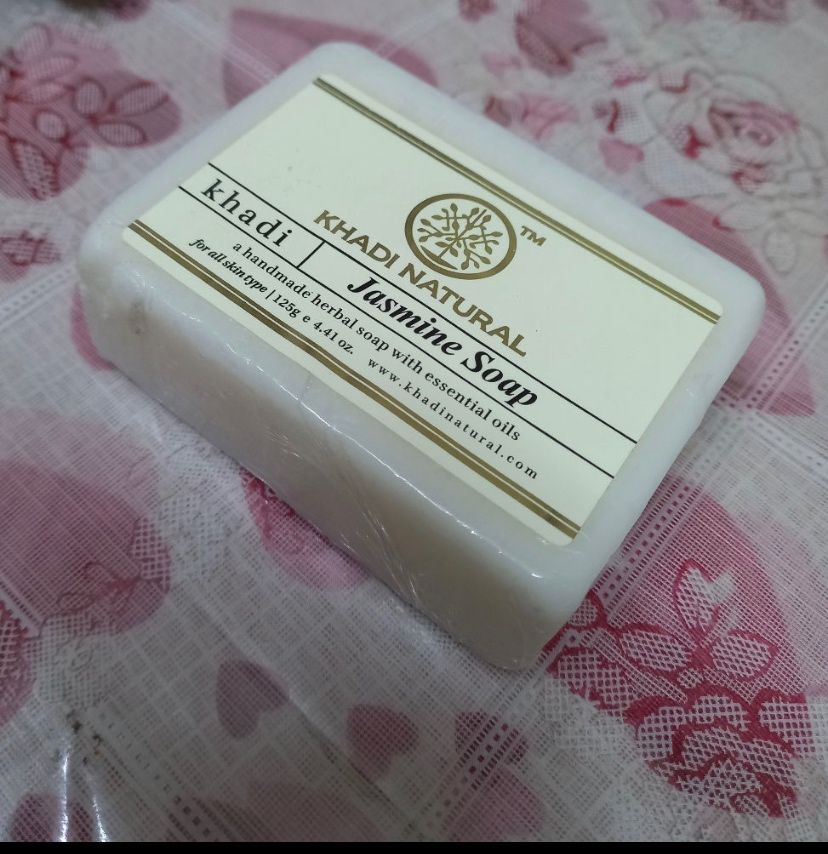 KHADI NATURAL
TM
khadi
Jasmine Soap
a handmade herbal soap with essential oils
for all skin type | 125g e 4.41 oz.
www.khadinatural.com